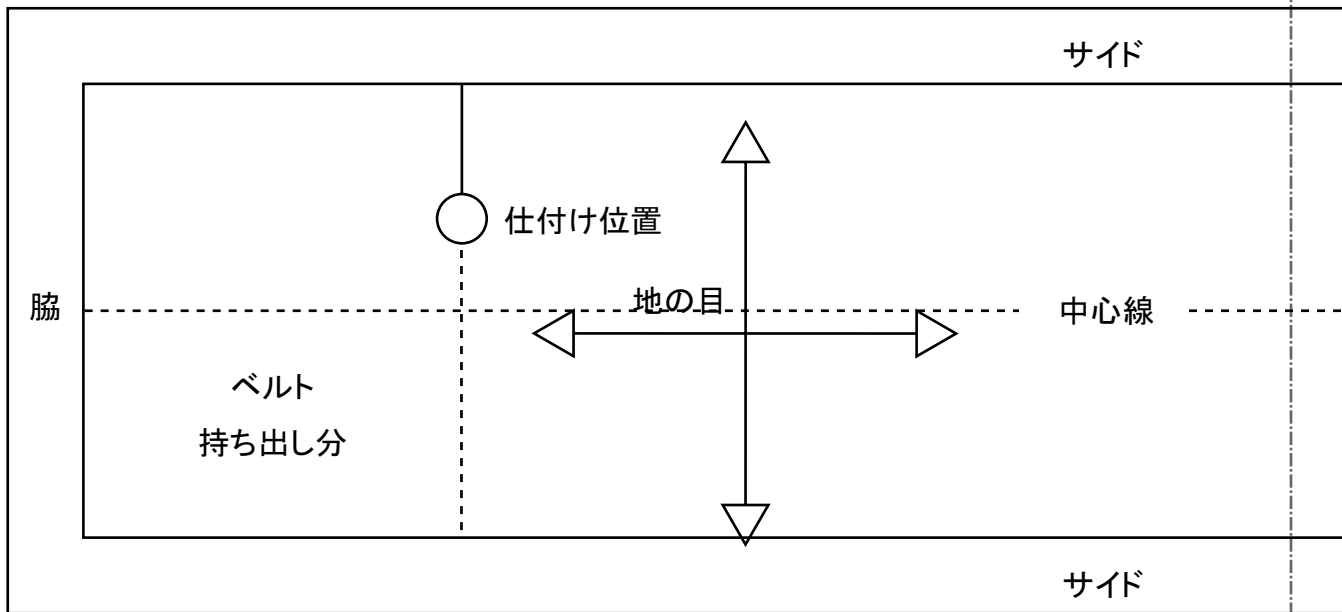 サイド
仕付け位置
地の目
脇
中心線
ベルト
持ち出し分
サイド